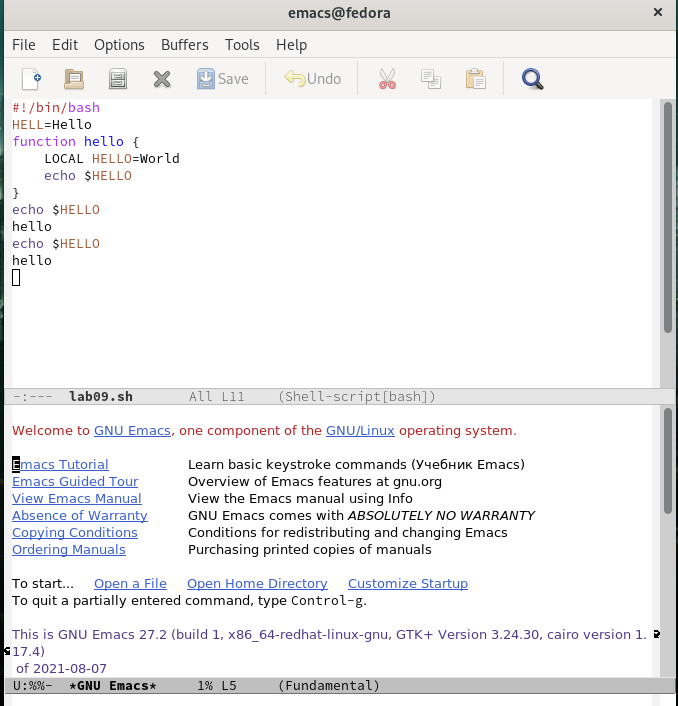 emacs@fedora ×
File Edit Options Buffers Tools Help
Save Undo
#!/bin/bash
HELL=Hello
function hello {
    LOCAL HELLO=World
    echo $HELLO
}
echo $HELLO
hello
echo $HELLO
hello
-:--- lab09.sh All L11 (Shell-script[bash])
Welcome to GNU Emacs, one component of the GNU/Linux operating system.
Emacs Tutorial Learn basic keystroke commands (Учебник Emacs)
Emacs Guided Tour Overview of Emacs features at gnu.org
View Emacs Manual View the Emacs manual using Info
Absence of Warranty GNU Emacs comes with ABSOLUTELY NO WARRANTY
Copying Conditions Conditions for redistributing and changing Emacs
Ordering Manuals Purchasing printed copies of manuals
To start... Open a File Open Home Directory Customize Startup
To quit a partially entered command, type Control-g.
This is GNU Emacs 27.2 (build 1, x86_64-redhat-linux-gnu, GTK+ Version 3.24.30, cairo version 1.
17.4)
of 2021-08-07
U:%%- *GNU Emacs* 1% L5 (Fundamental)